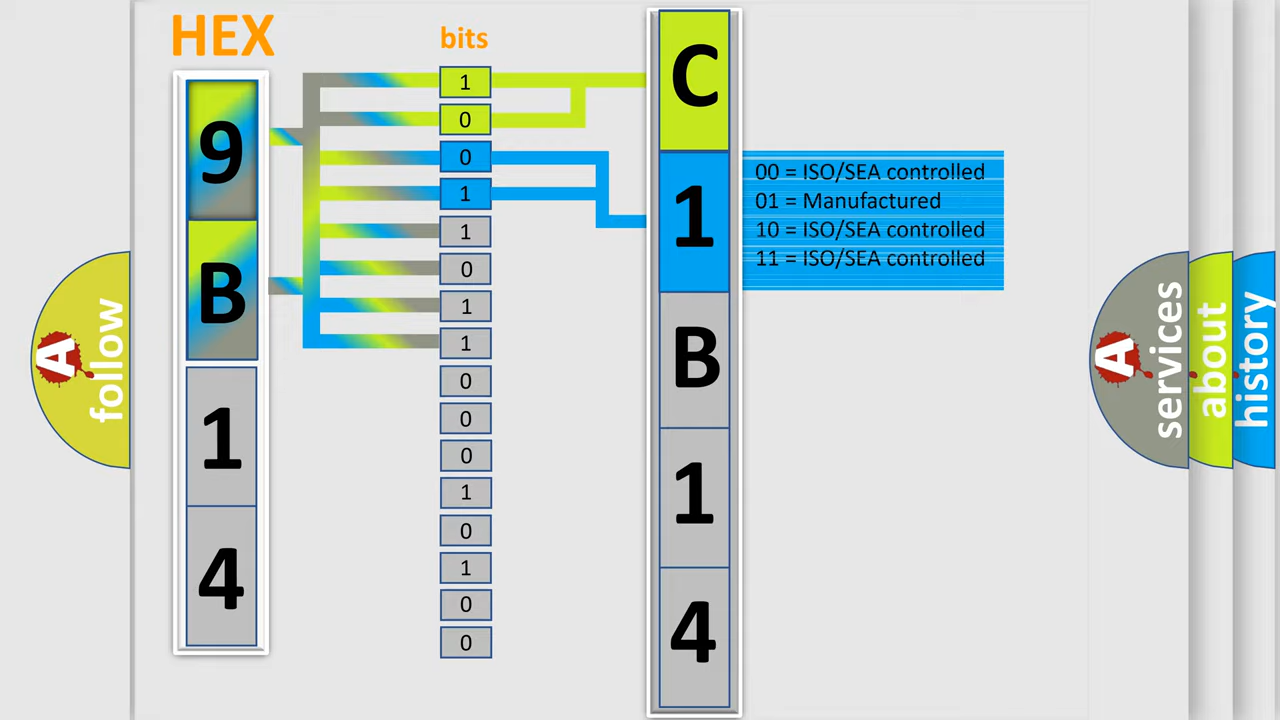 HEX
bits
9
B
1
4
1
0
0
1
1
0
1
1
0
0
0
1
0
1
0
0
C
1
B
1
4
00 = ISO/SEA controlled
01 = Manufactured
10 = ISO/SEA controlled
11 = ISO/SEA controlled
A
follow
A
services
about
history